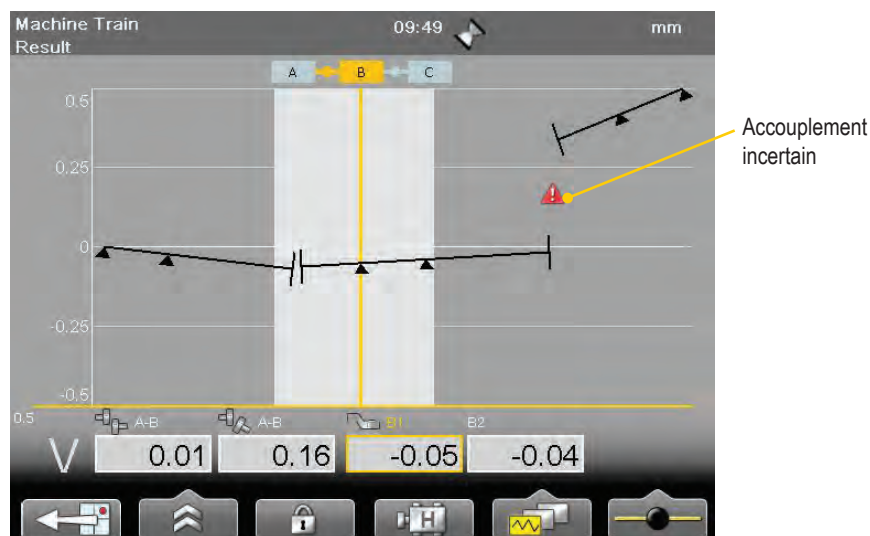 Machine Train
Result
09:49
mm
A B C
0.5
0.25
0
-0.25
-0.5
Accouplement
incertain
0.5
A-B
A-B
B1
B2
V
0.01
0.16
-0.05
-0.04
H